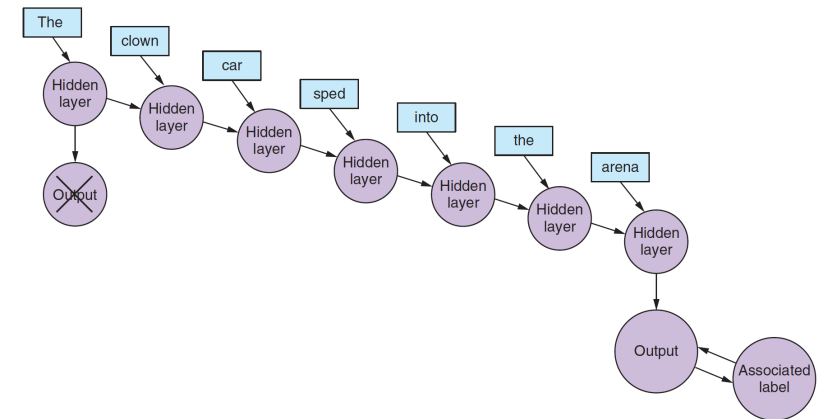 The
clown
car
sped
into
the
arena
Hidden
layer
Hidden
layer
Hidden
layer
Hidden
layer
Hidden
layer
Hidden
layer
Hidden
layer
Output
Output
Associated
label